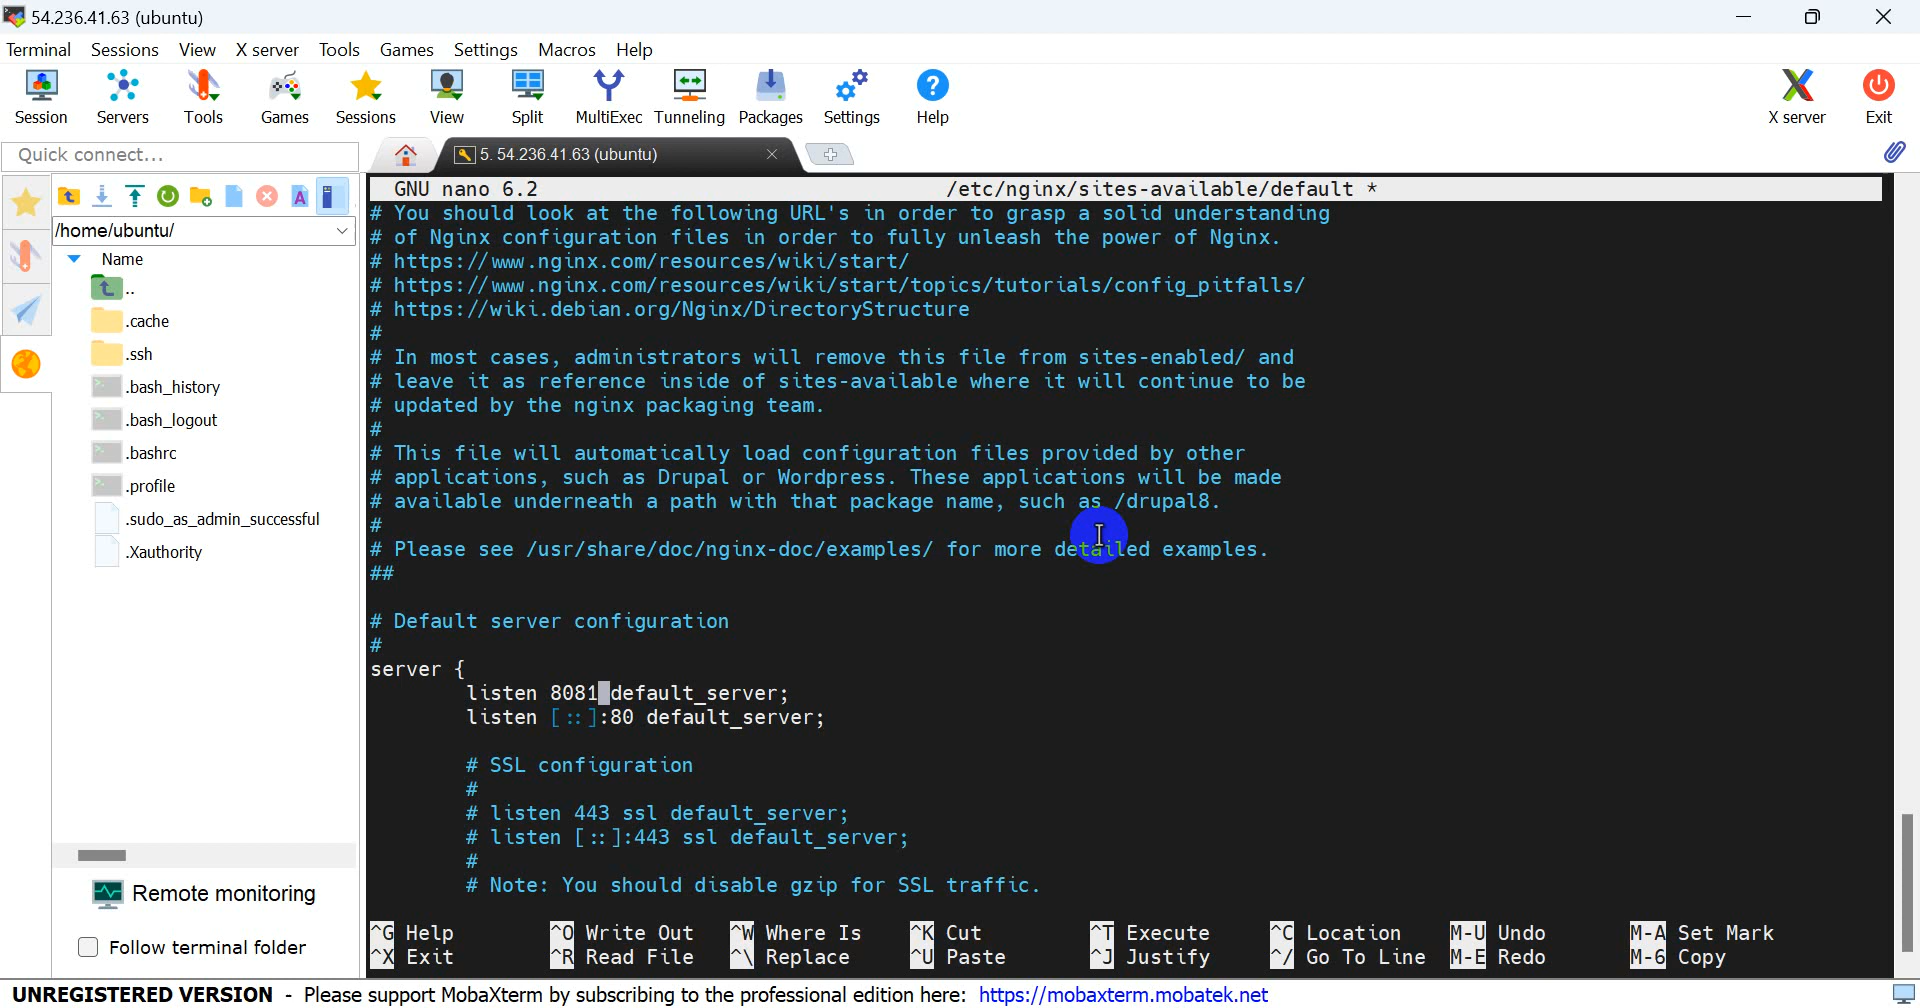 54.236.41.63 (ubuntu)
Terminal Sessions View X server Tools Games Settings Macros Help
Session Servers Tools Games Sessions View Split MultiExec Tunneling Packages Settings Help X server Exit
Quick connect...
5. 54.236.41.63 (ubuntu)
/home/ubuntu/
Name
..
.cache
.ssh
.bash_history
.bash_logout
.bashrc
.profile
.sudo_as_admin_successful
.Xauthority
Remote monitoring
Follow terminal folder
GNU nano 6.2 /etc/nginx/sites-available/default *
# You should look at the following URL's in order to grasp a solid understanding
# of Nginx configuration files in order to fully unleash the power of Nginx.
# https://www.nginx.com/resources/wiki/start/
# https://www.nginx.com/resources/wiki/start/topics/tutorials/config_pitfalls/
# https://wiki.debian.org/Nginx/DirectoryStructure
#
# In most cases, administrators will remove this file from sites-enabled/ and
# leave it as reference inside of sites-available where it will continue to be
# updated by the nginx packaging team.
#
# This file will automatically load configuration files provided by other
# applications, such as Drupal or Wordpress. These applications will be made
# available underneath a path with that package name, such as /drupal8.
#
# Please see /usr/share/doc/nginx-doc/examples/ for more detailed examples.
##
# Default server configuration
#
server {
listen 8081 default_server;
listen [::]:80 default_server;
# SSL configuration
#
# listen 443 ssl default_server;
# listen [::]:443 ssl default_server;
#
# Note: You should disable gzip for SSL traffic.
^G Help ^O Write Out ^W Where Is ^K Cut ^T Execute ^C Location M-U Undo M-A Set Mark
^X Exit ^R Read File ^\ Replace ^U Paste ^J Justify ^/ Go To Line M-E Redo M-6 Copy
UNREGISTERED VERSION - Please support MobaXterm by subscribing to the professional edition here: https://mobaxterm.mobatek.net